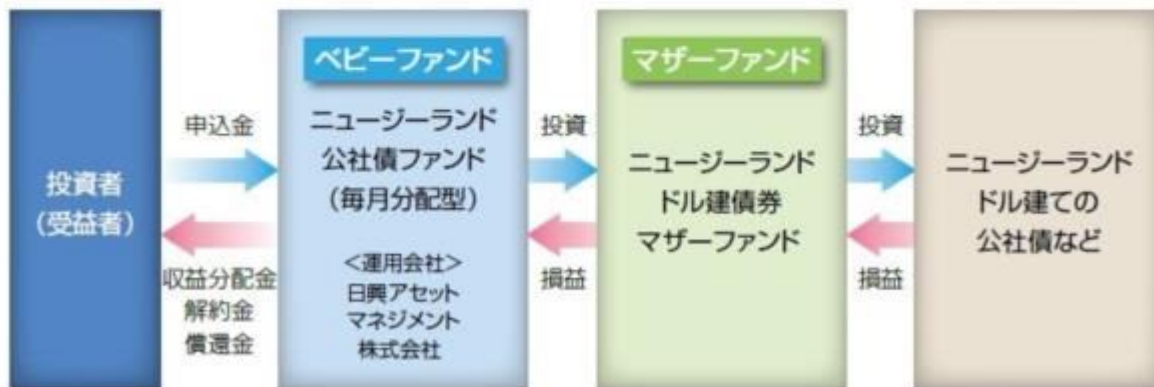 投資者
(受益者)
申込金
収益分配金
解約金
償還金
ベビーファンド
ニュージーランド
公社債ファンド
(毎月分配型)
<運用会社>
日興アセット
マネジメント
株式会社
投資
損益
マザーファンド
ニュージーランド
ドル建債券
マザーファンド
投資
損益
ニュージーランド
ドル建ての
公社債など